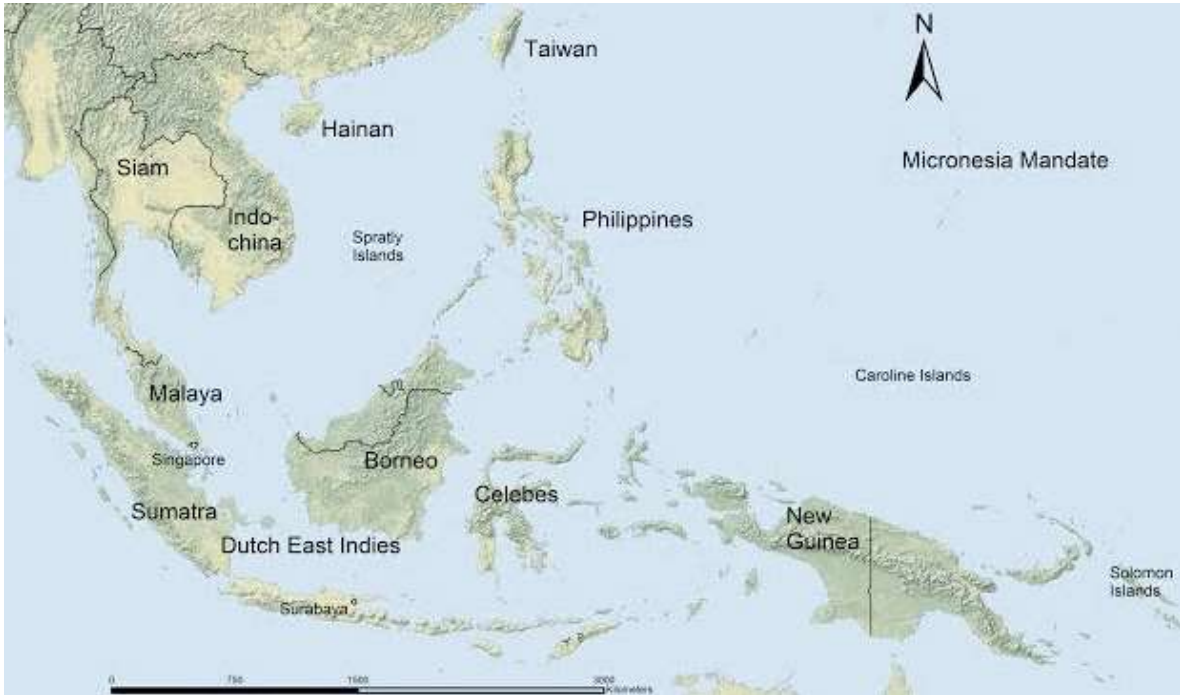 N
Taiwan
Hainan
Micronesia Mandate
Siam
Indo-
china
Philippines
Spratly
Islands
Caroline Islands
Malaya
Singapore
Borneo
Celebes
Sumatra
New
Guinea
Dutch East Indies
Solomon
Islands
Surabaya
0 750 1500 3000
Kilometers